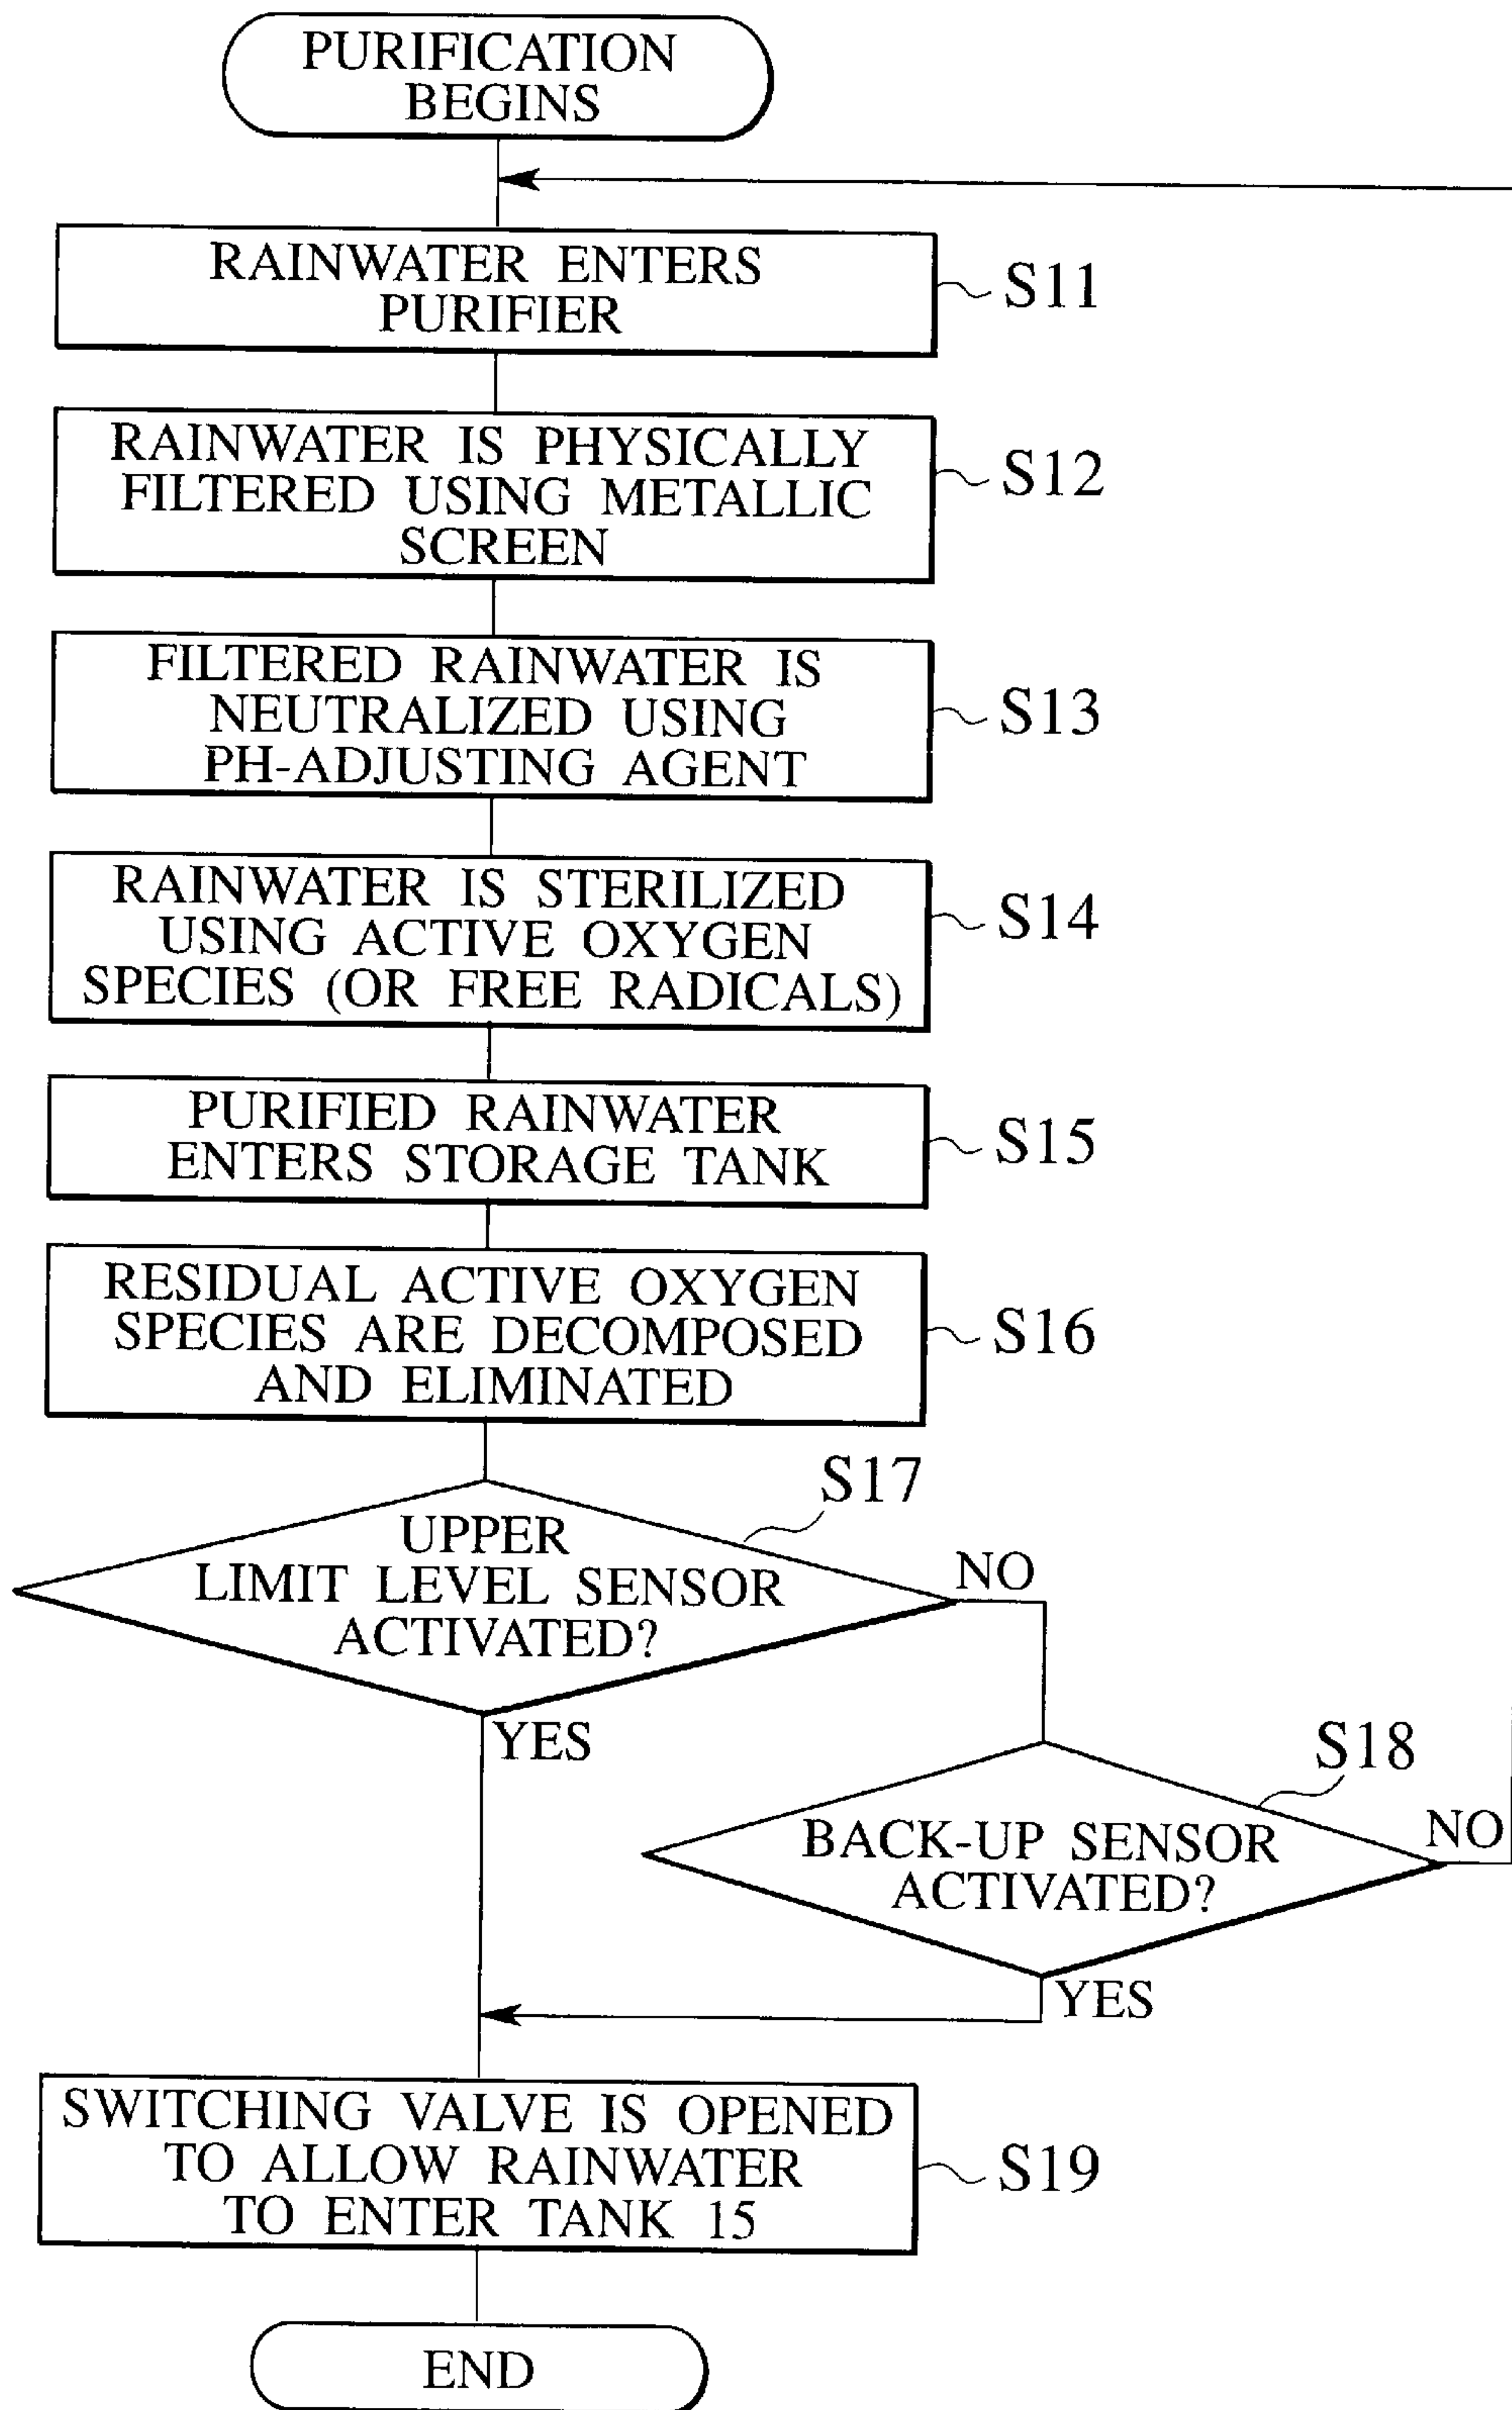 PURIFICATION
BEGINS
RAINWATER ENTERS
PURIFIER
S11
RAINWATER IS PHYSICALLY
FILTERED USING METALLIC
SCREEN
S12
FILTERED RAINWATER IS
NEUTRALIZED USING
PH-ADJUSTING AGENT
S13
RAINWATER IS STERILIZED
USING ACTIVE OXYGEN
SPECIES (OR FREE RADICALS)
S14
PURIFIED RAINWATER
ENTERS STORAGE TANK
S15
RESIDUAL ACTIVE OXYGEN
SPECIES ARE DECOMPOSED
AND ELIMINATED
S16
S17
UPPER
LIMIT LEVEL SENSOR
ACTIVATED?
NO
YES
S18
BACK-UP SENSOR
ACTIVATED?
NO
YES
SWITCHING VALVE IS OPENED
TO ALLOW RAINWATER
TO ENTER TANK 15
S19
END